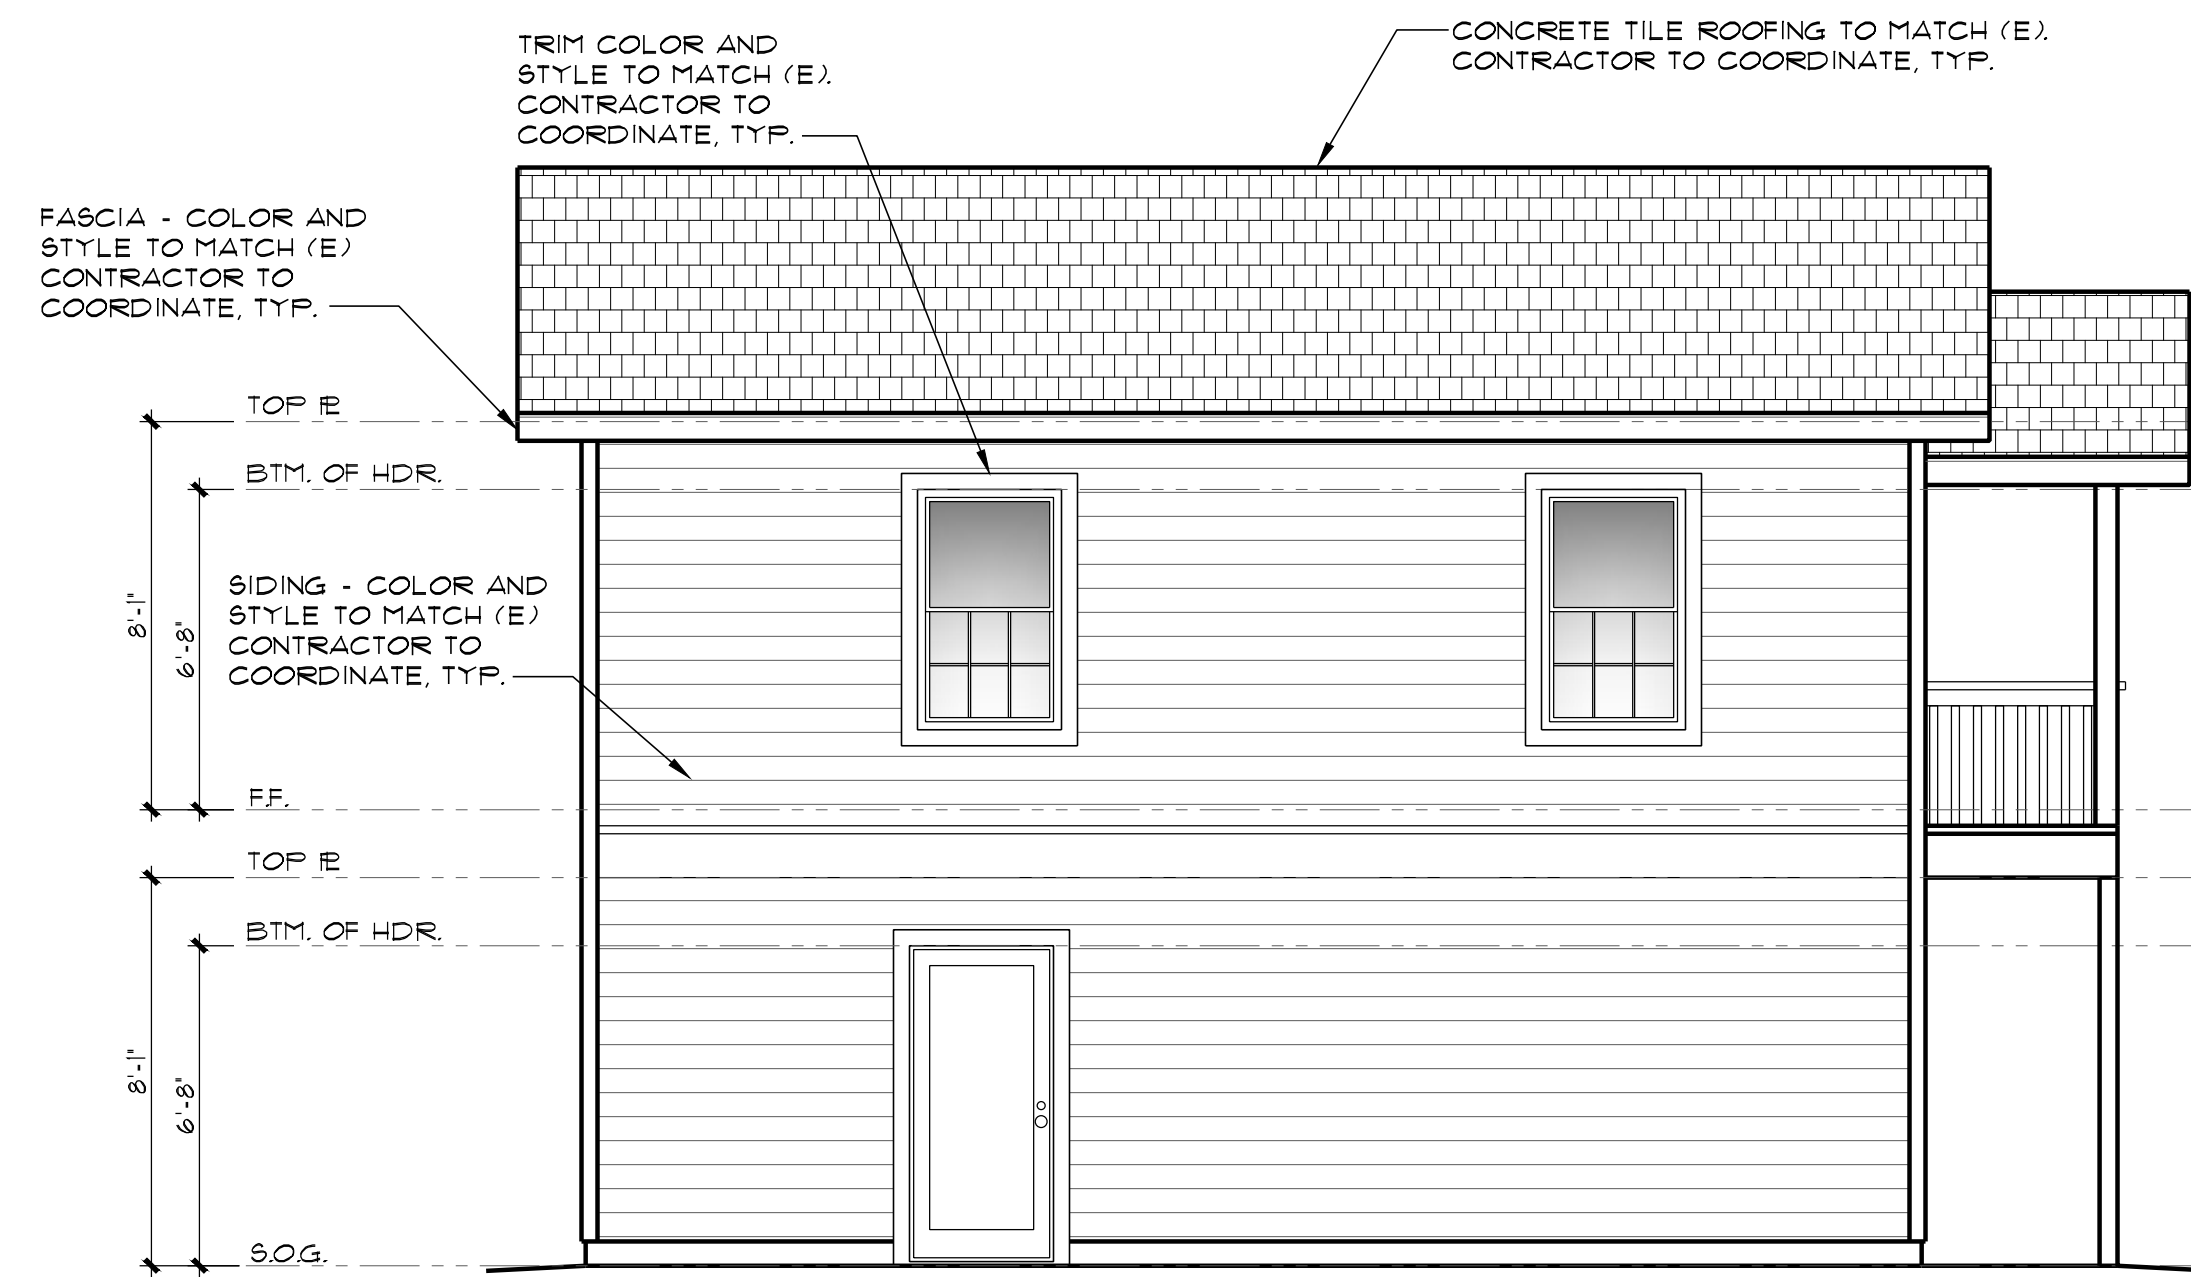 TRIM COLOR AND
STYLE TO MATCH (E).
CONTRACTOR TO
COORDINATE, TYP.
CONCRETE TILE ROOFING TO MATCH (E).
CONTRACTOR TO COORDINATE, TYP.
FASCIA - COLOR AND
STYLE TO MATCH (E)
CONTRACTOR TO
COORDINATE, TYP.
TOP PL
BTM. OF HDR.
SIDING - COLOR AND
STYLE TO MATCH (E)
CONTRACTOR TO
COORDINATE, TYP.
8'-1"
6'-8"
F.F.
TOP PL
BTM. OF HDR.
8'-1"
6'-8"
S.O.G.